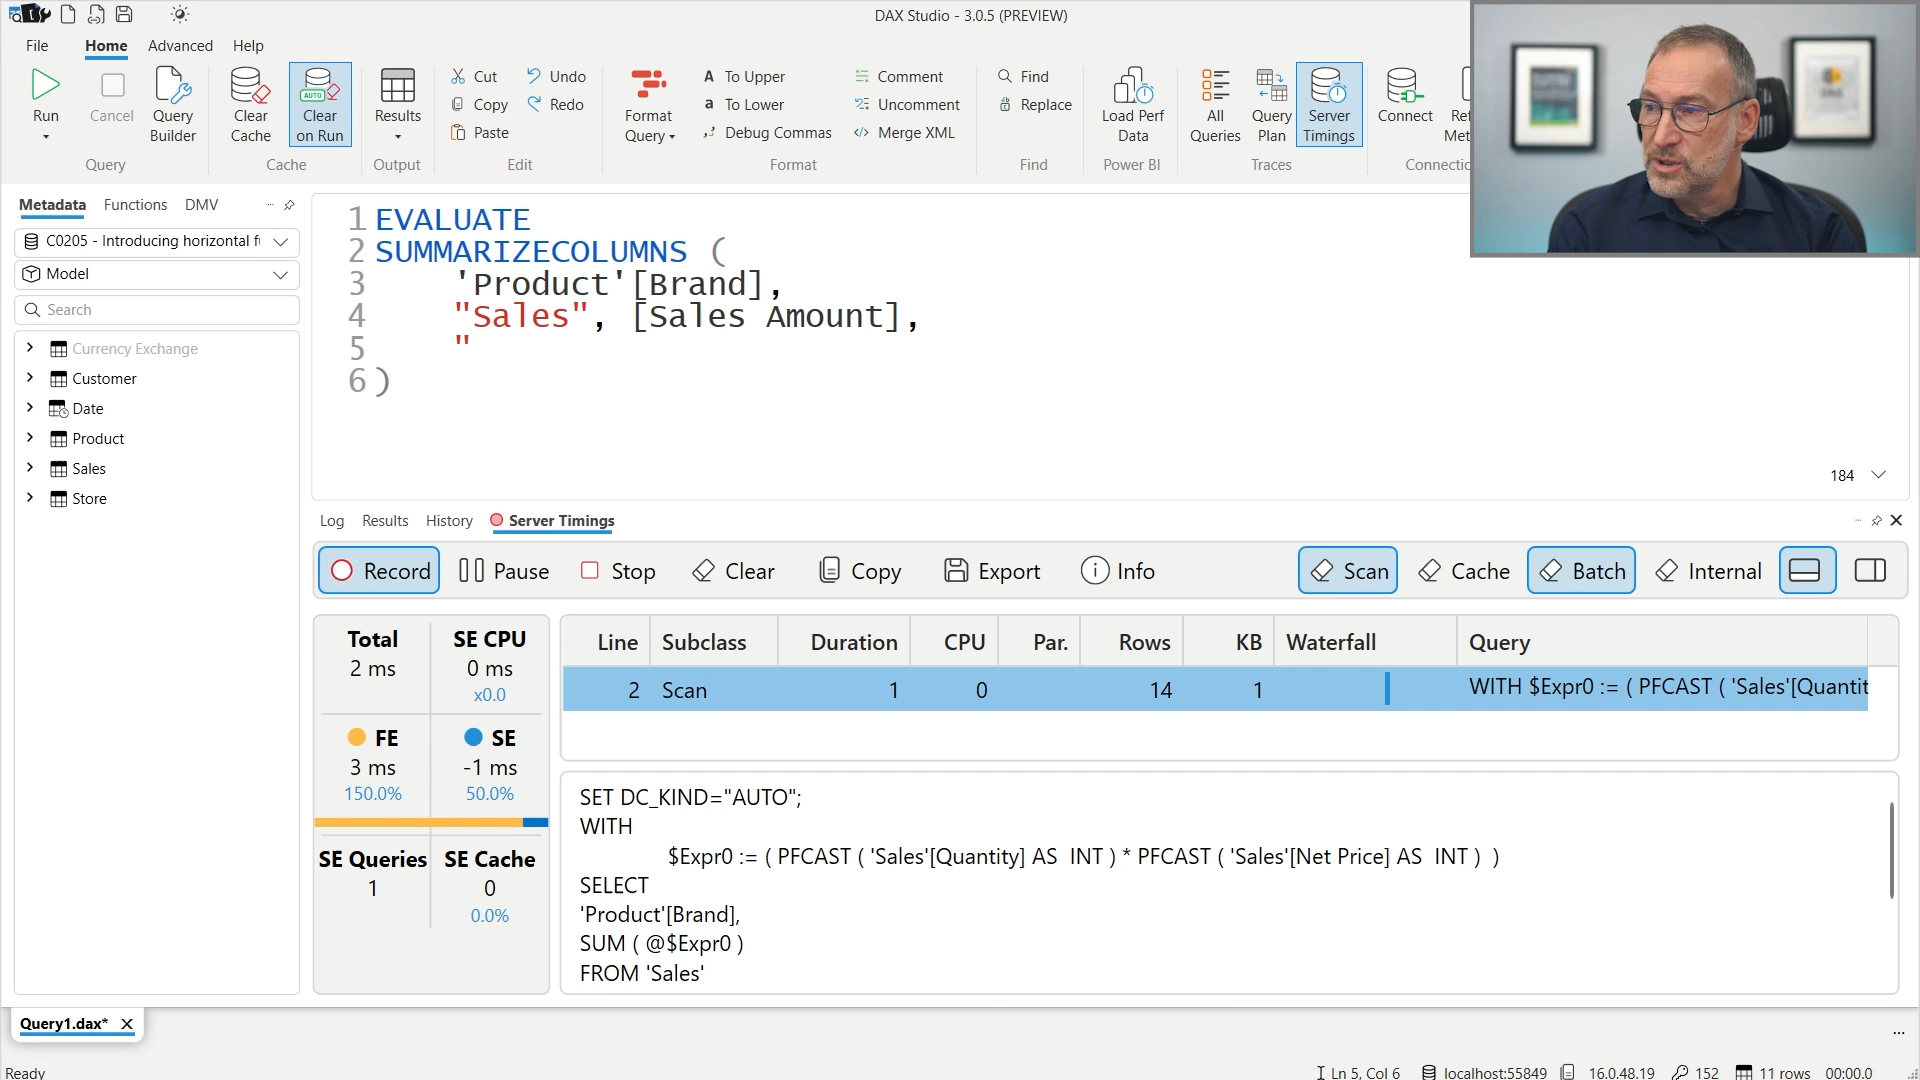 DAX Studio - 3.0.5 (PREVIEW)
File Home Advanced Help
Run
Cancel
Query Builder
Query
Clear Cache
Clear on Run
AUTO
Cache
Results
Output
Cut
Copy
Paste
Undo
Redo
Edit
Format Query
A To Upper
a To Lower
Debug Commas
Comment
Uncomment
Merge XML
Format
Find
Replace
Find
Load Perf Data
Power BI
All Queries
Query Plan
Server Timings
Traces
Connect
Metadata Functions DMV
C0205 - Introducing horizontal
Model
Search
Currency Exchange
Customer
Date
Product
Sales
Store
1 EVALUATE
2 SUMMARIZECOLUMNS (
3 'Product'[Brand],
4 "Sales", [Sales Amount],
5 "
6 )
184
Log Results History Server Timings
Record Pause Stop Clear Copy Export Info Scan Cache Batch Internal
Total SE CPU
2 ms 0 ms
x0.0
FE SE
3 ms -1 ms
150.0% 50.0%
SE Queries SE Cache
1 0
0.0%
Line Subclass Duration CPU Par. Rows KB Waterfall Query
2 Scan 1 0 14 1 WITH $Expr0 := ( PFCAST ( 'Sales'[Quantit
SET DC_KIND="AUTO";
WITH
$Expr0 := ( PFCAST ( 'Sales'[Quantity] AS INT ) * PFCAST ( 'Sales'[Net Price] AS INT ) )
SELECT
'Product'[Brand],
SUM ( @$Expr0 )
FROM 'Sales'
Query1.dax*
Ready
Ln 5, Col 6 localhost:55849 16.0.48.19 152 11 rows 00:00.0